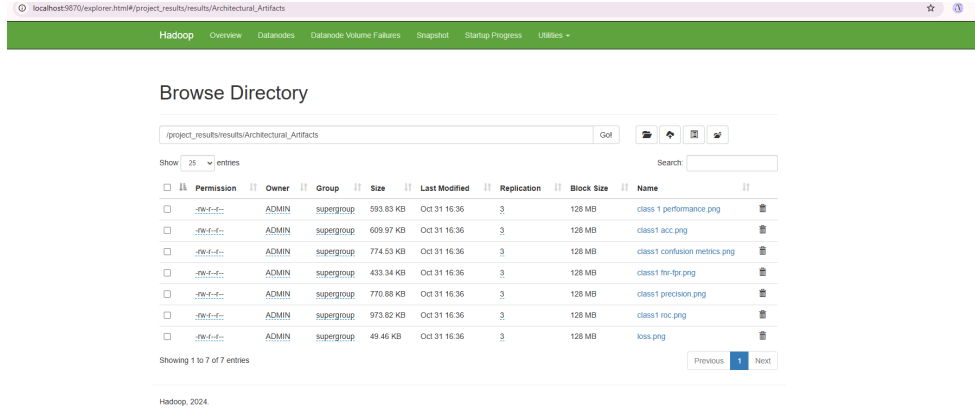 localhost:9870/explorer.html#/project_results/results/Architectural_Artifacts
Hadoop Overview Datanodes Datanode Volume Failures Snapshot Startup Progress Utilities
Browse Directory
/project_results/results/Architectural_Artifacts Go!
Show 25 entries Search:
Permission Owner Group Size Last Modified Replication Block Size Name
-rw-r--r-- ADMIN supergroup 593.83 KB Oct 31 16:36 3 128 MB class 1 performance.png
-rw-r--r-- ADMIN supergroup 609.97 KB Oct 31 16:36 3 128 MB class1 acc.png
-rw-r--r-- ADMIN supergroup 774.53 KB Oct 31 16:36 3 128 MB class1 confusion metrics.png
-rw-r--r-- ADMIN supergroup 433.34 KB Oct 31 16:36 3 128 MB class1 fnr-fpr.png
-rw-r--r-- ADMIN supergroup 770.88 KB Oct 31 16:36 3 128 MB class1 precision.png
-rw-r--r-- ADMIN supergroup 973.82 KB Oct 31 16:36 3 128 MB class1 roc.png
-rw-r--r-- ADMIN supergroup 49.46 KB Oct 31 16:36 3 128 MB loss.png
Showing 1 to 7 of 7 entries Previous 1 Next
Hadoop, 2024.